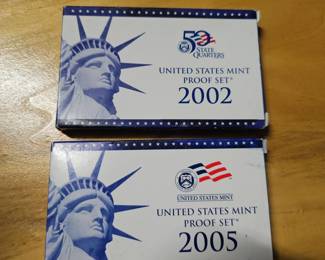 50
STATE
QUARTERS
UNITED STATES MINT
PROOF SET
2002
UNITED STATES MINT
UNITED STATES MINT
PROOF SET
2005